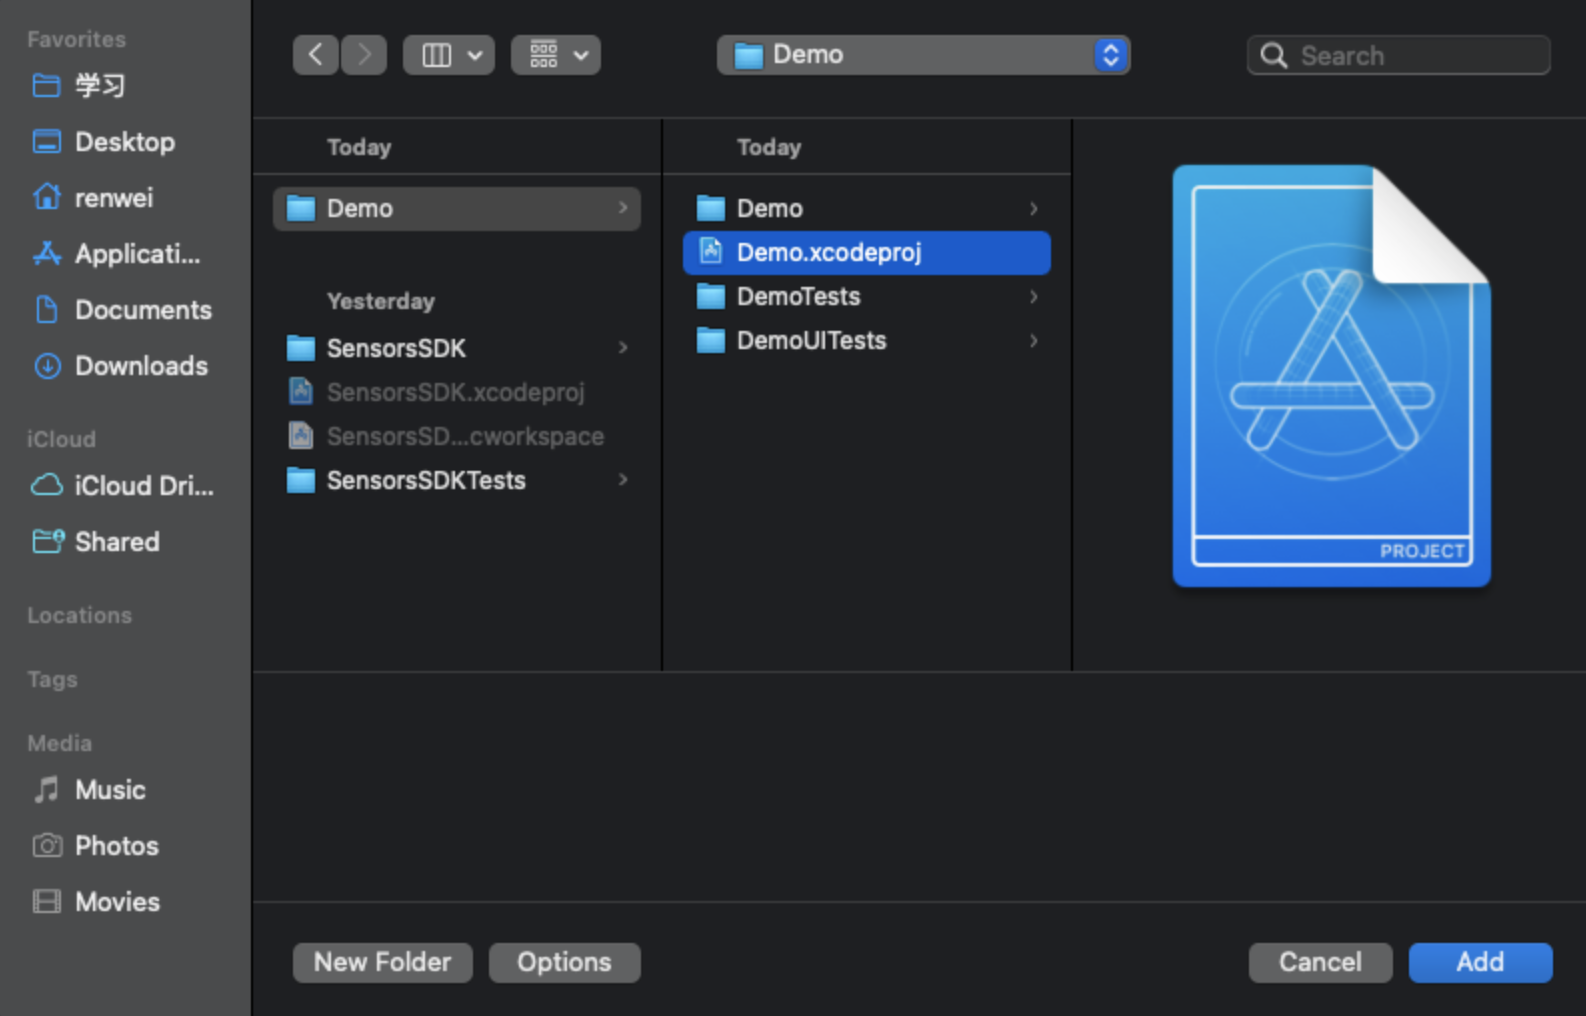 Favorites
学习
Desktop
renwei
Applicati...
Documents
Downloads
iCloud
iCloud Dri...
Shared
Locations
Tags
Media
Music
Photos
Movies
Demo
Search
Today
Demo
Yesterday
SensorsSDK
SensorsSDK.xcodeproj
SensorsSD...cworkspace
SensorsSDKTests
Today
Demo
Demo.xcodeproj
DemoTests
DemoUITests
PROJECT
New Folder
Options
Cancel
Add